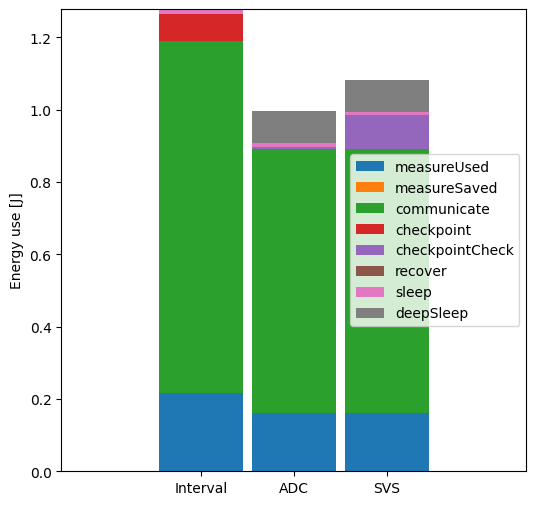 Energy use [J]
1.2
1.0
0.8
0.6
0.4
0.2
0.0
measureUsed
measureSaved
communicate
checkpoint
checkpointCheck
recover
sleep
deepSleep
Interval ADC SVS